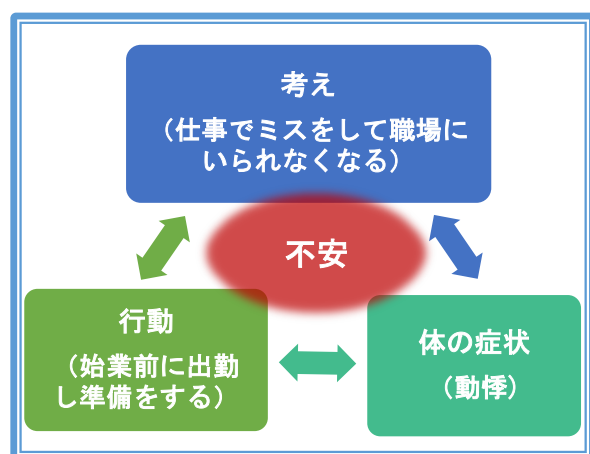 考え
（仕事でミスをして職場に
いられなくなる）
不安
行動
（始業前に出勤
し準備をする）
体の症状
（動悸）